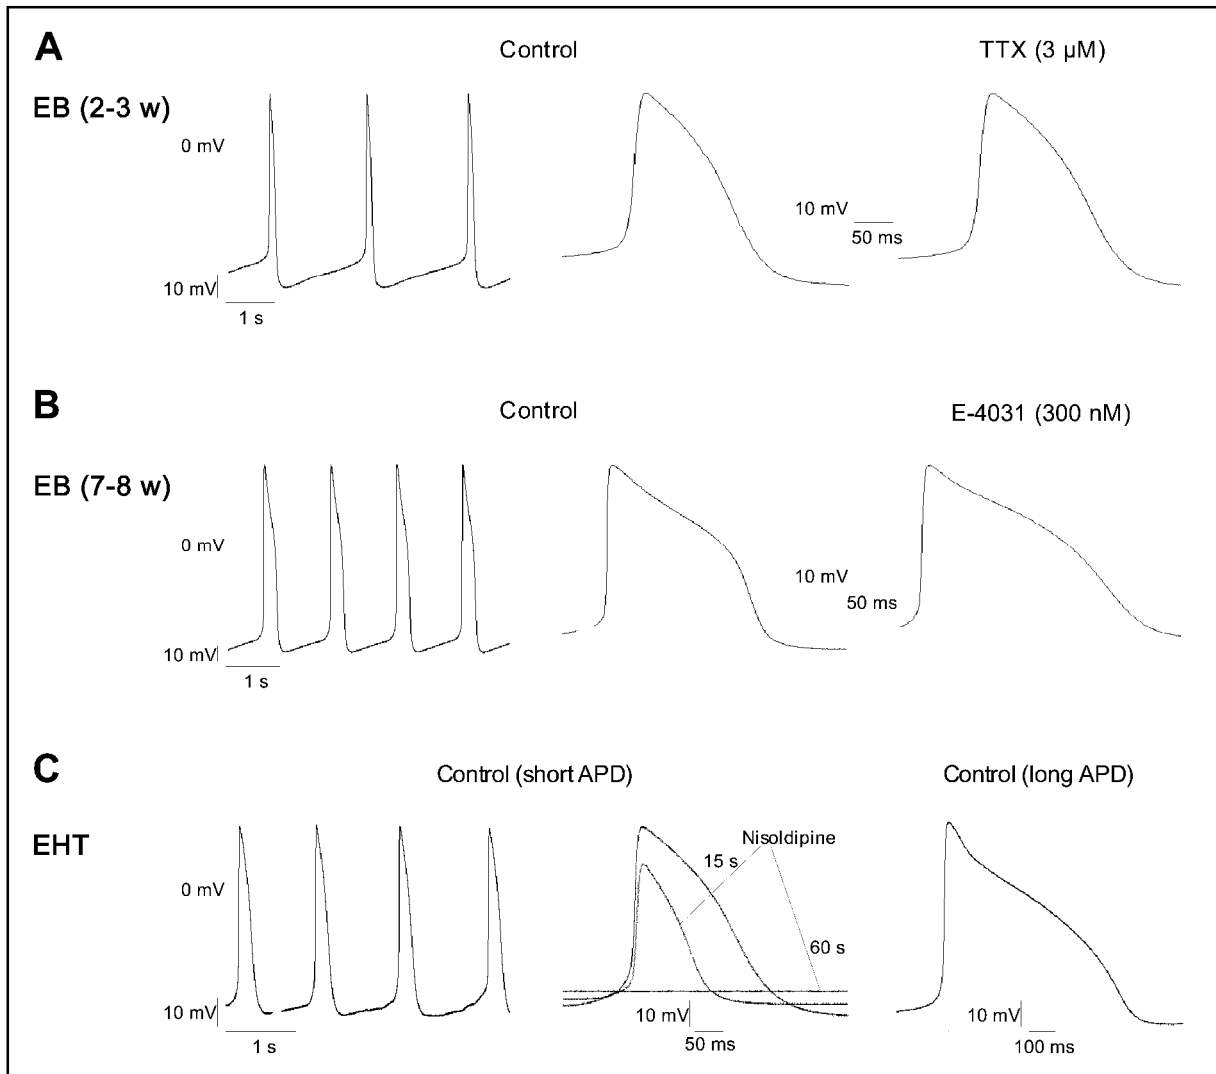 A
Control
TTX (3 μM)
EB (2-3 w)
0 mV
10 mV
50 ms
10 mV
1 s
B
Control
E-4031 (300 nM)
EB (7-8 w)
0 mV
10 mV
50 ms
10 mV
1 s
C
Control (short APD)
Control (long APD)
EHT
Nisoldipine
15 s
0 mV
60 s
10 mV
10 mV
10 mV
1 s
50 ms
100 ms